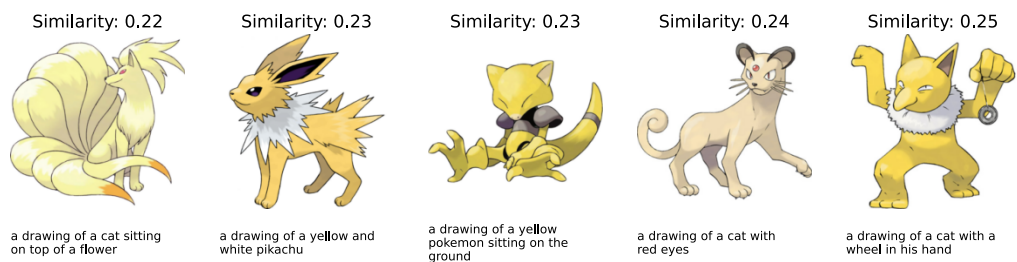 Similarity: 0.22
Similarity: 0.23
Similarity: 0.23
Similarity: 0.24
Similarity: 0.25
a drawing of a cat sitting
on top of a flower
a drawing of a yellow and
white pikachu
a drawing of a yellow
pokemon sitting on the
ground
a drawing of a cat with
red eyes
a drawing of a cat with a
wheel in his hand